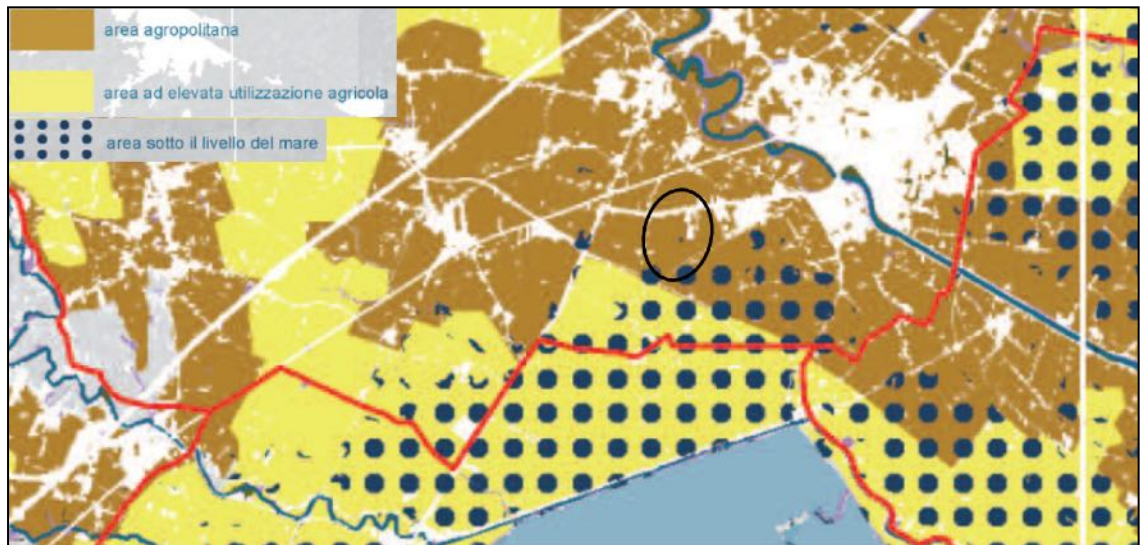 area agropolitana
area ad elevata utilizzazione agricola
area sotto il livello del mare